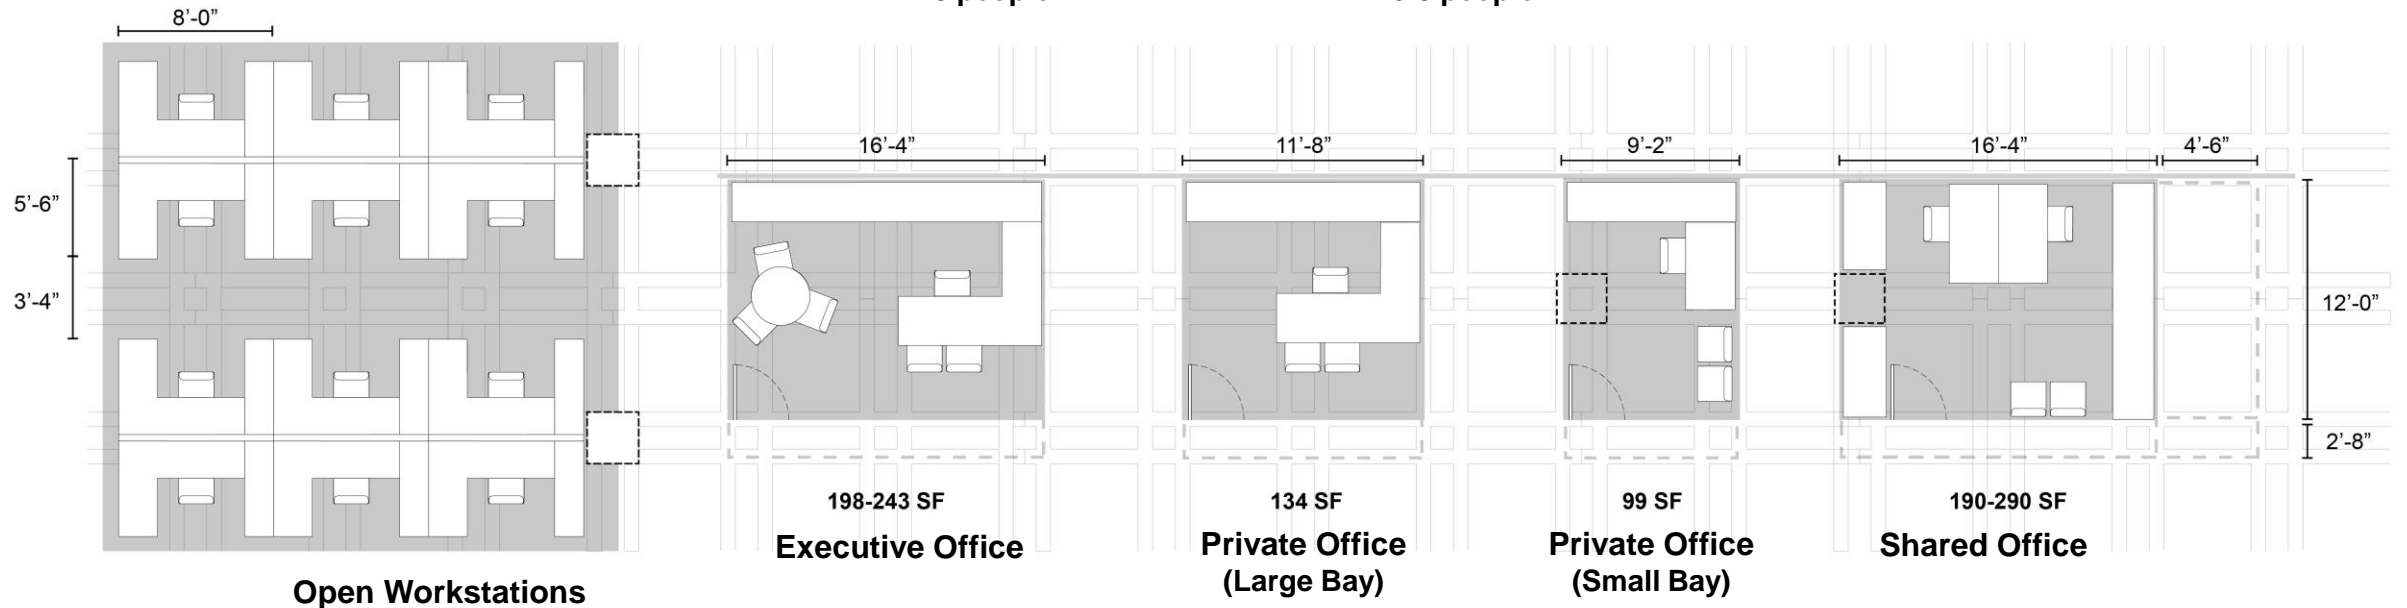 8’-0”
16’-4”
11’-8”
9’-2”
16’-4”
4’-6”
5’-6”
3’-4”
12’-0”
2’-8”
198-243 SF
134 SF
99 SF
190-290 SF
Executive Office
Private Office
(Large Bay)
Private Office
(Small Bay)
Shared Office
Open Workstations